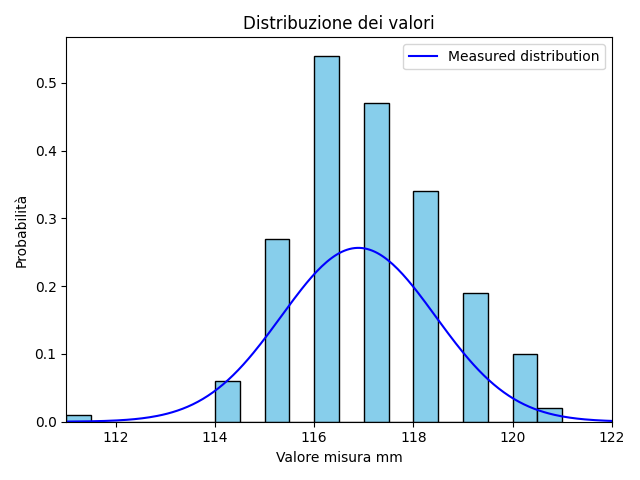 Distribuzione dei valori
Measured distribution
Probabilità
0.5
0.4
0.3
0.2
0.1
0.0
112 114 116 118 120 122
Valore misura mm